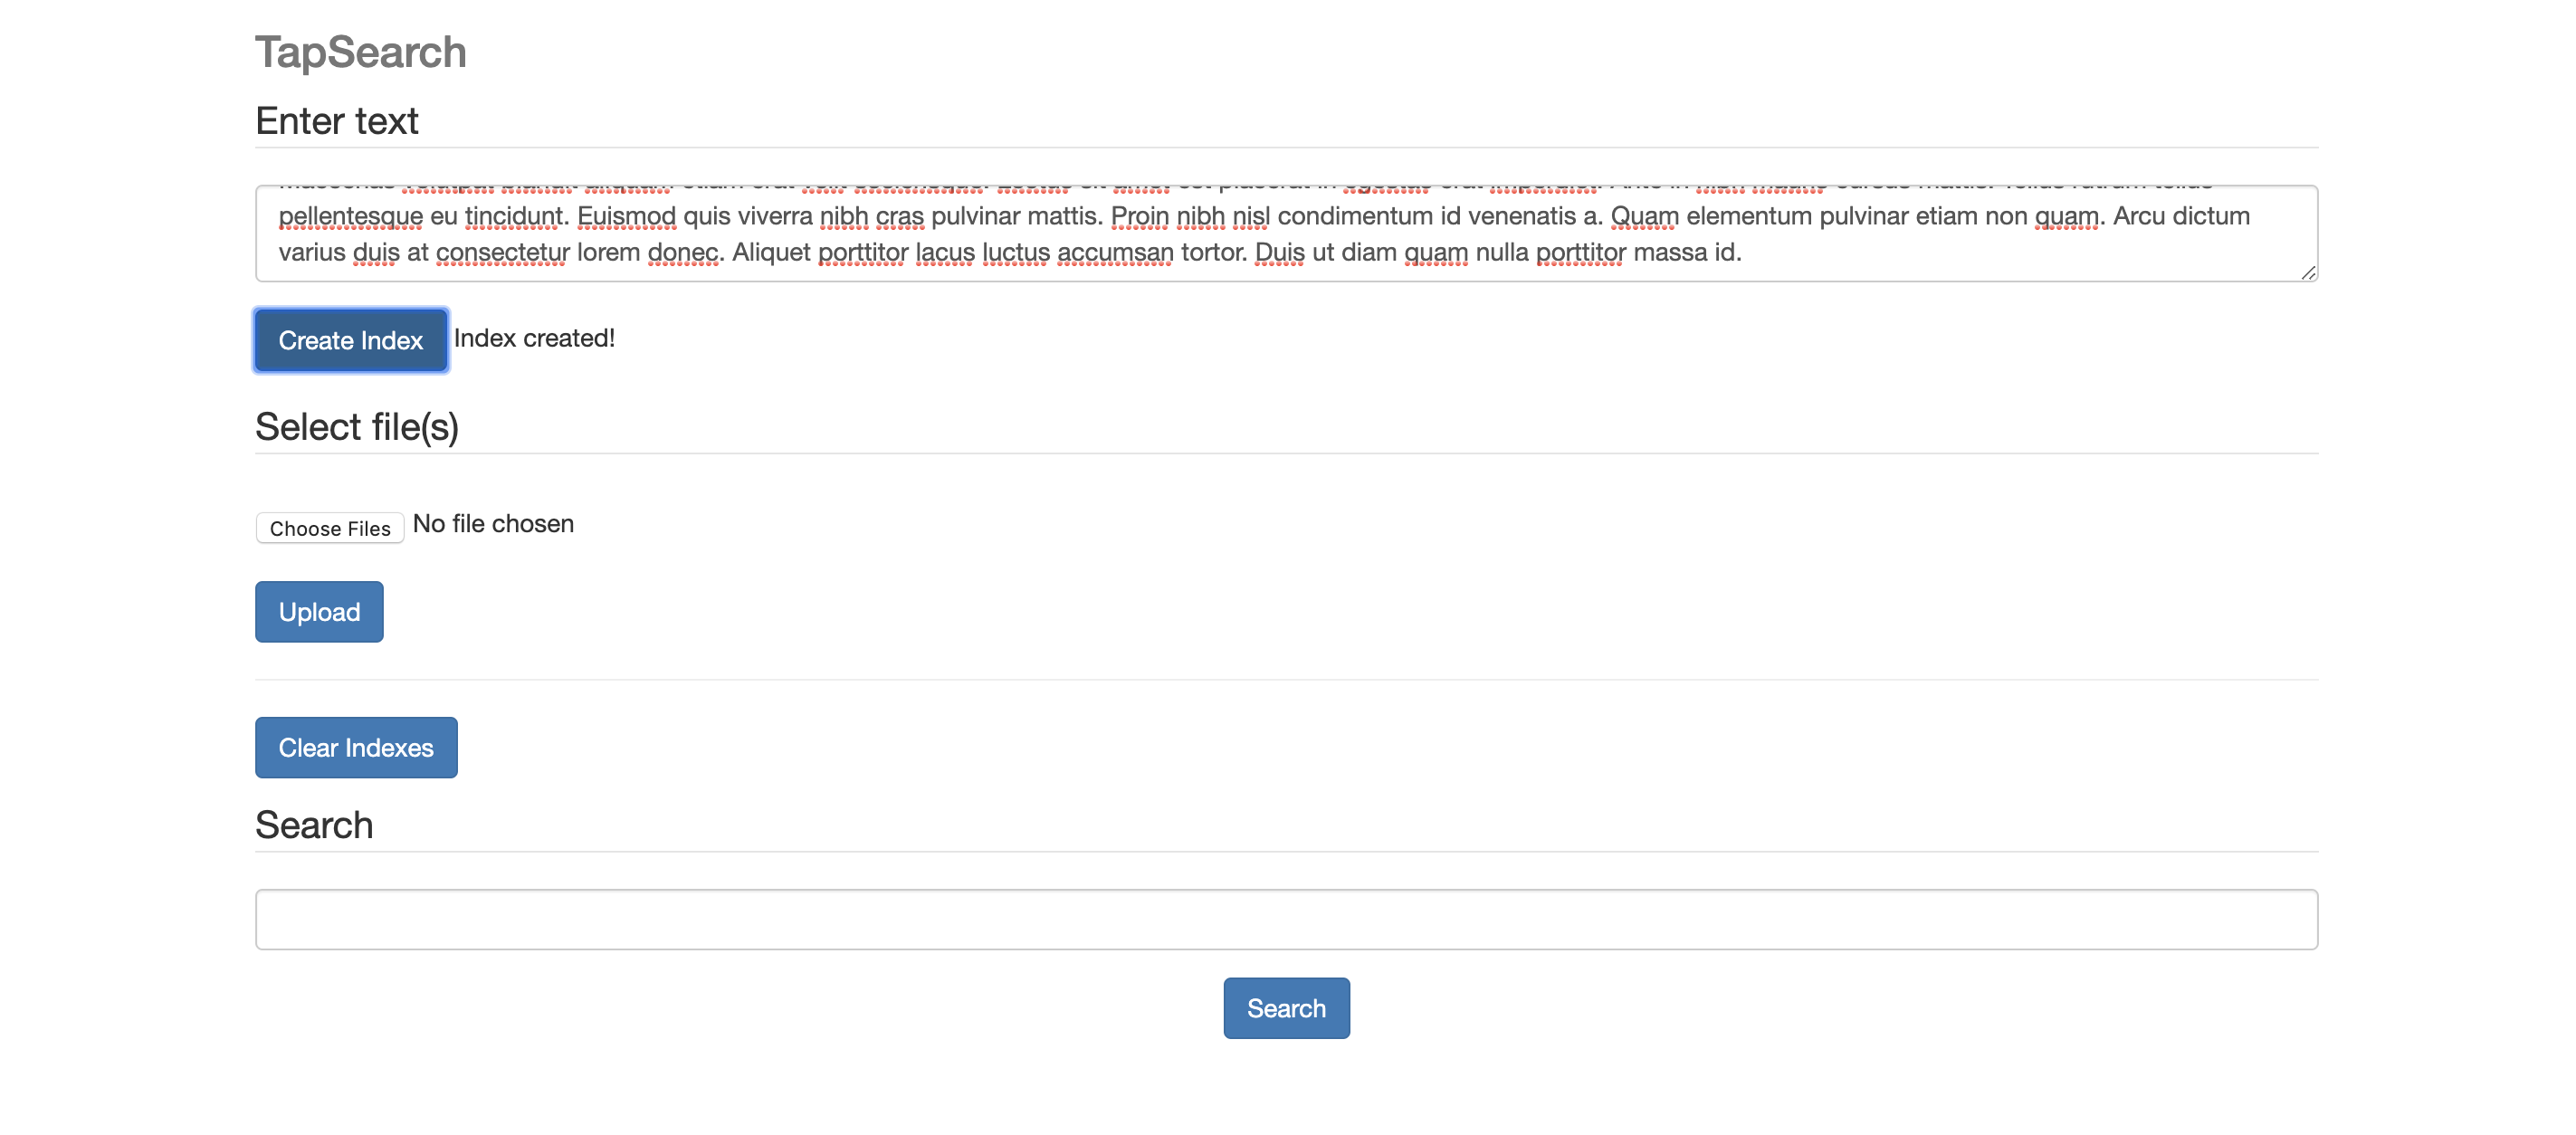 TapSearch
Enter text
pellentesque eu tincidunt. Euismod quis viverra nibh cras pulvinar mattis. Proin nibh nisl condimentum id venenatis a. Quam elementum pulvinar etiam non quam. Arcu dictum
varius duis at consectetur lorem donec. Aliquet porttitor lacus luctus accumsan tortor. Duis ut diam quam nulla porttitor massa id.
Create Index Index created!
Select file(s)
Choose Files No file chosen
Upload
Clear Indexes
Search
Search